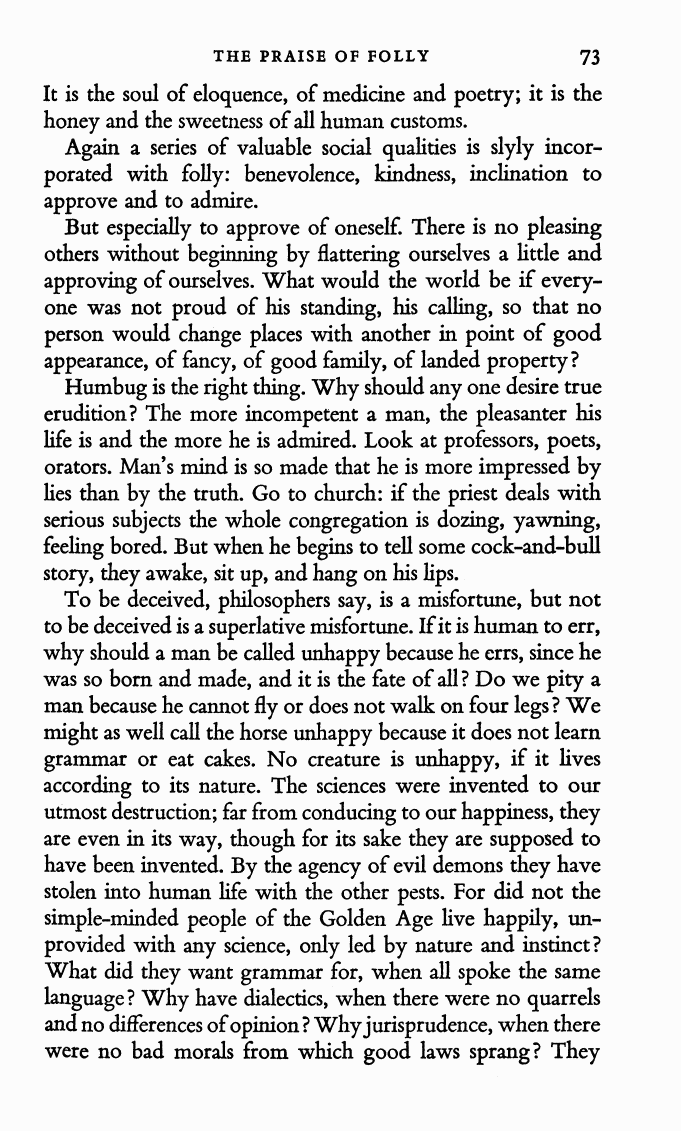 THE PRAISE OF FOLLY 73
It is the soul of eloquence, of medicine and poetry; it is the
honey and the sweetness of all human customs.
Again a series of valuable social qualities is slyly incor-
porated with folly: benevolence, kindness, inclination to
approve and to admire.
But especially to approve of oneself. There is no pleasing
others without beginning by flattering ourselves a little and
approving of ourselves. What would the world be if every-
one was not proud of his standing, his calling, so that no
person would change places with another in point of good
appearance, of fancy, of good family, of landed property?
Humbug is the right thing. Why should any one desire true
erudition? The more incompetent a man, the pleasanter his
life is and the more he is admired. Look at professors, poets,
orators. Man's mind is so made that he is more impressed by
lies than by the truth. Go to church: if the priest deals with
serious subjects the whole congregation is dozing, yawning,
feeling bored. But when he begins to tell some cock-and-bull
story, they awake, sit up, and hang on his lips.
To be deceived, philosophers say, is a misfortune, but not
to be deceived is a superlative misfortune. If it is human to err,
why should a man be called unhappy because he errs, since he
was so born and made, and it is the fate of all? Do we pity a
man because he cannot fly or does not walk on four legs? We
might as well call the horse unhappy because it does not learn
grammar or eat cakes. No creature is unhappy, if it lives
according to its nature. The sciences were invented to our
utmost destruction; far from conducing to our happiness, they
are even in its way, though for its sake they are supposed to
have been invented. By the agency of evil demons they have
stolen into human life with the other pests. For did not the
simple-minded people of the Golden Age live happily, un-
provided with any science, only led by nature and instinct?
What did they want grammar for, when all spoke the same
language? Why have dialectics, when there were no quarrels
and no differences of opinion? Why jurisprudence, when there
were no bad morals from which good laws sprang? They